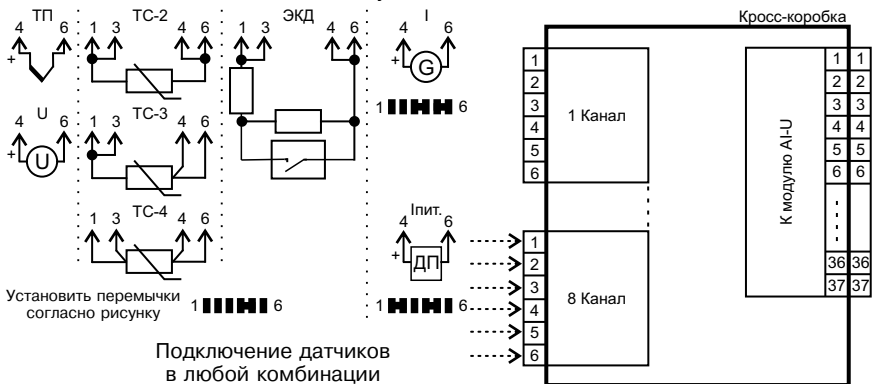 ТП ТС-2 ЭКД I Кросс-коробка
4 6 1 3 4 6 1 3 4 6 4 6
+ + G
1 6
U ТС-3
4 6
+ U
ТС-4
1 3 4 6
Iпит.
4 6
+ ДП
Установить перемычки
согласно рисунку
1 6
1 6
Подключение датчиков
в любой комбинации
1
2
3
4
5
6
1 Канал
1
2
3
4
5
6
8 Канал
К модулю AI-U
1 1
2 2
3 3
4 4
5 5
6 6
36 36
37 37